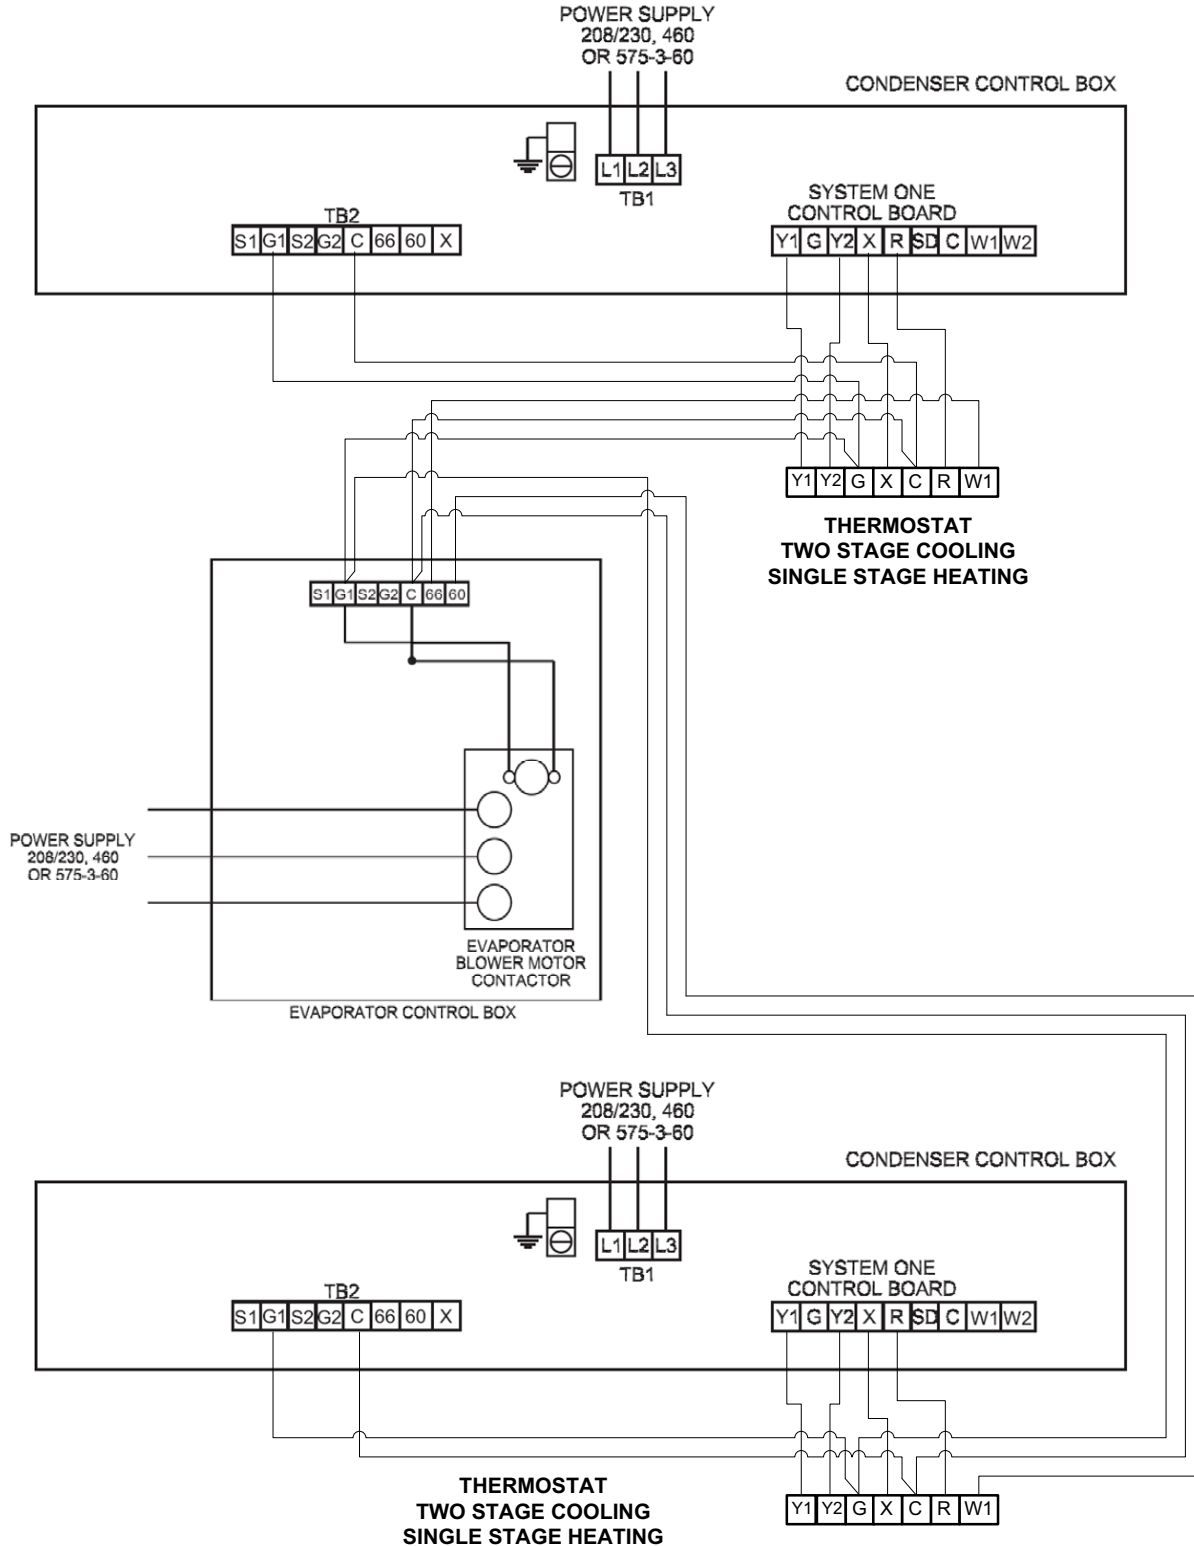 POWER SUPPLY
208/230, 460
OR 575-3-60
CONDENSER CONTROL BOX
L1 L2 L3
TB1
SYSTEM ONE
CONTROL BOARD
TB2
S1 G1 S2 G2 C 66 60 X
Y1 G Y2 X R SD C W1 W2
Y1 Y2 G X C R W1
THERMOSTAT
TWO STAGE COOLING
SINGLE STAGE HEATING
S1 G1 S2 G2 C 66 60
POWER SUPPLY
208/230, 460
OR 575-3-60
EVAPORATOR
BLOWER MOTOR
CONTACTOR
EVAPORATOR CONTROL BOX
POWER SUPPLY
208/230, 460
OR 575-3-60
CONDENSER CONTROL BOX
L1 L2 L3
TB1
SYSTEM ONE
CONTROL BOARD
TB2
S1 G1 S2 G2 C 66 60 X
Y1 G Y2 X R SD C W1 W2
THERMOSTAT
TWO STAGE COOLING
SINGLE STAGE HEATING
Y1 Y2 G X C R W1